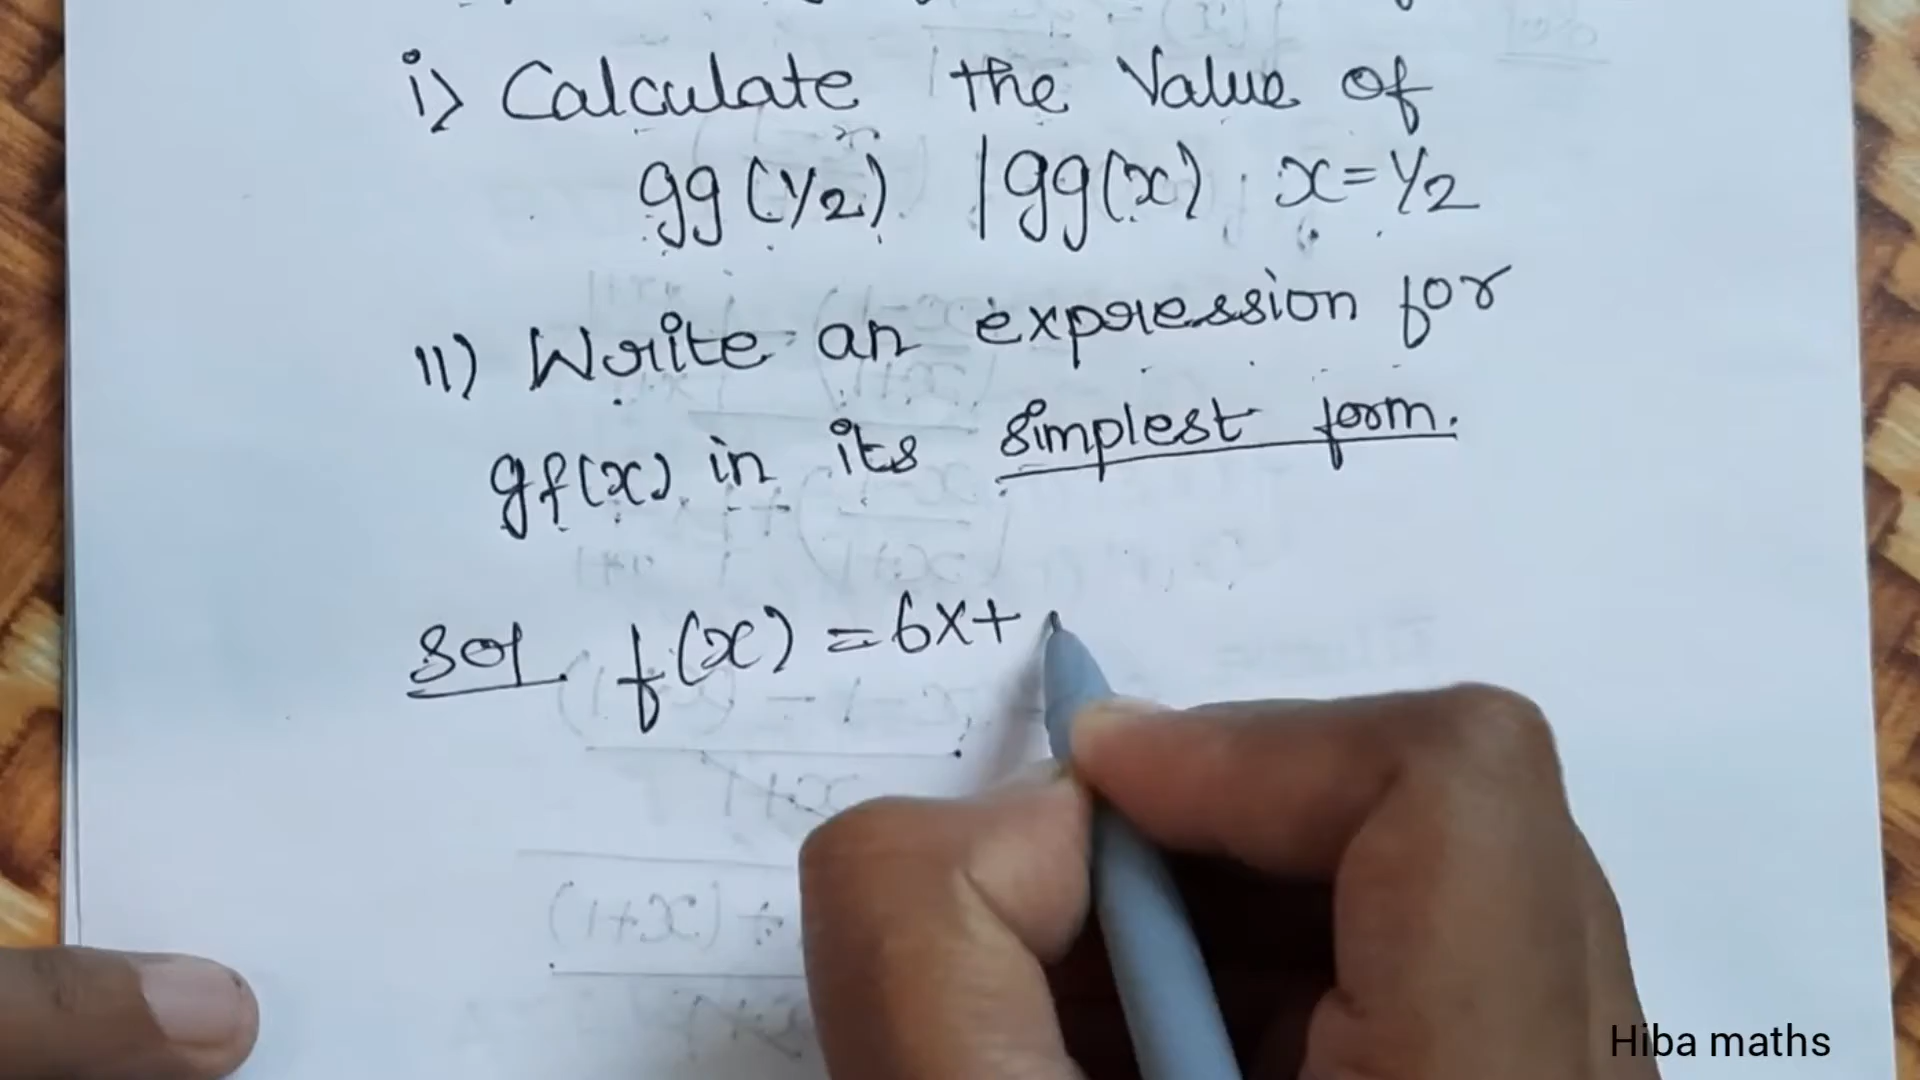 i) Calculate the Value of
gg(1/2) | gg(x), x=1/2
11) Write an expression for
gf(x) in its simplest form.
Sol f(x) = 6x+
Hiba maths